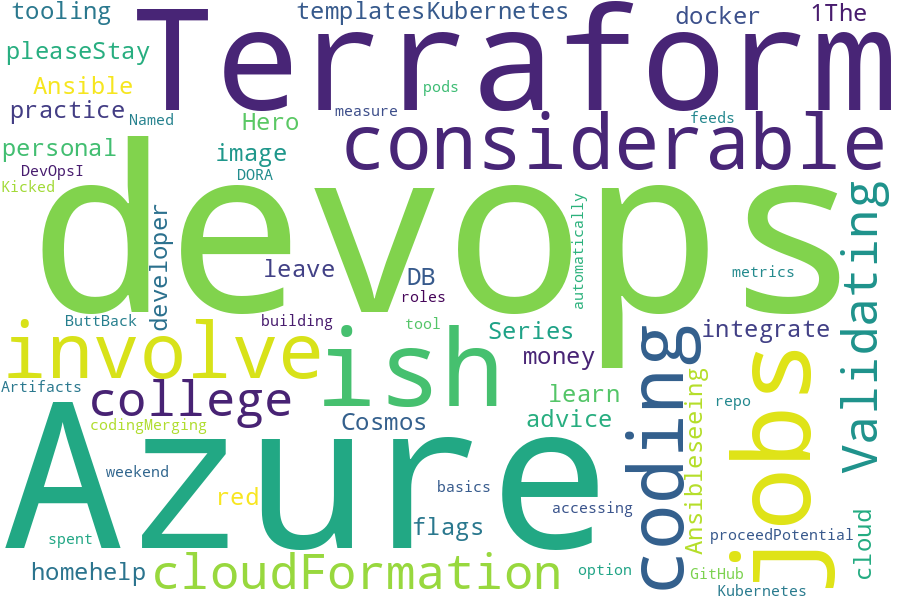 tooling
templatesKubernetes
docker
1The
Terraform
pleaseStay
Ansible
pods
practice
Named
measure
Hero
feeds
considerable
personal
image
DevOpsI
DORA
Kicked
devops
developer
automatically
Validating
leave
DB
roles
metrics
ButtBack
building
tool
Series
integrate
involve
ish
money
coding
jobs
Artifacts
college
learn
Ansibleseeing
repo
codingMerging
Cosmos
advice
Azure
weekend
red
basics
flags
accessing
spent
proceedPotential
cloud
homehelp
cloudFormation
option
GitHub
Kubernetes